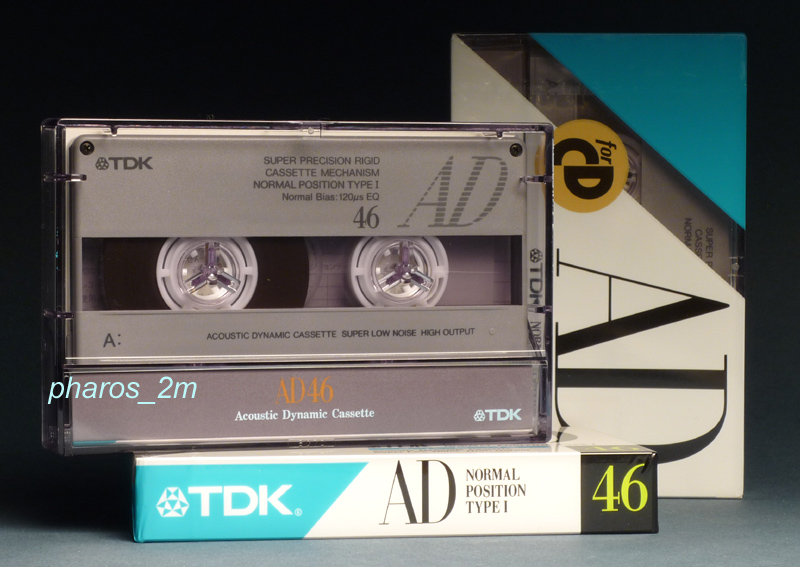 TDK
SUPER PRECISION RIGID
CASSETTE MECHANISM
NORMAL POSITION TYPE I
Normal Bias:120µs EQ
46
AD
A:
ACOUSTIC DYNAMIC CASSETTE SUPER LOW NOISE HIGH OUTPUT
pharos_2m
AD46
Acoustic Dynamic Cassette
TDK
for
CD
TDK
AD
TDK®
AD
NORMAL
POSITION
TYPE I
46